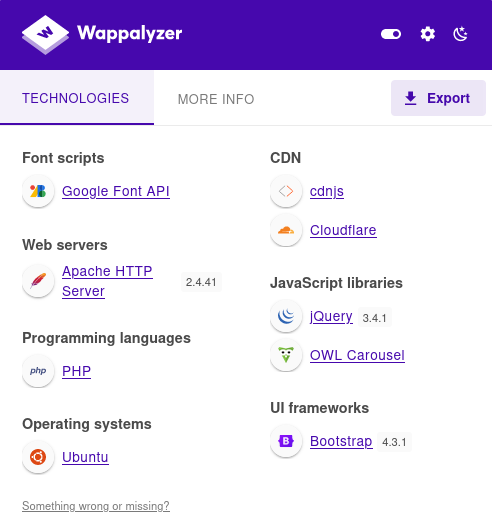 Wappalyzer
TECHNOLOGIES
MORE INFO
Export
Font scripts
Google Font API
Web servers
Apache HTTP
Server
2.4.41
Programming languages
php
PHP
Operating systems
Ubuntu
Something wrong or missing?
CDN
cdnjs
Cloudflare
JavaScript libraries
jQuery 3.4.1
OWL Carousel
UI frameworks
B
Bootstrap 4.3.1